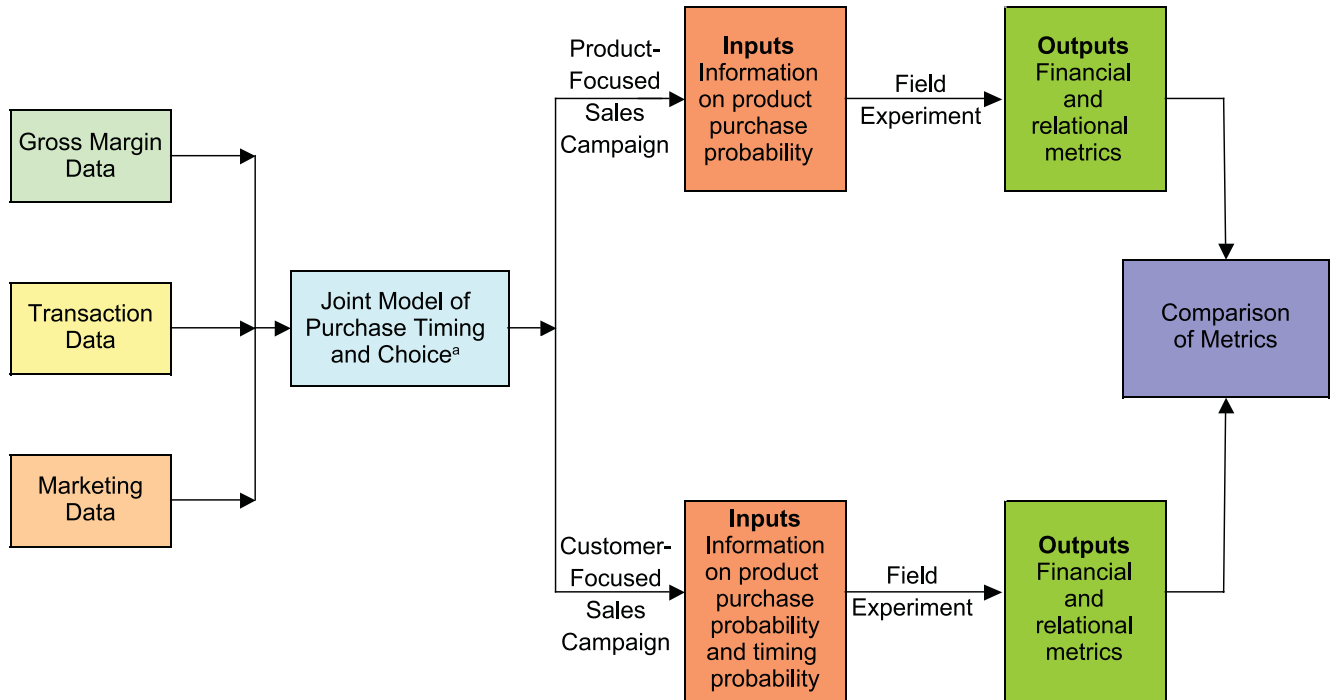 Gross Margin
Data
Transaction
Data
Marketing
Data
Joint Model of
Purchase Timing
and Choiceᵃ
Product-
Focused
Sales
Campaign
Inputs
Information
on product
purchase
probability
Field
Experiment
Outputs
Financial
and
relational
metrics
Customer-
Focused
Sales
Campaign
Inputs
Information
on product
purchase
probability
and timing
probability
Field
Experiment
Outputs
Financial
and
relational
metrics
Comparison
of Metrics